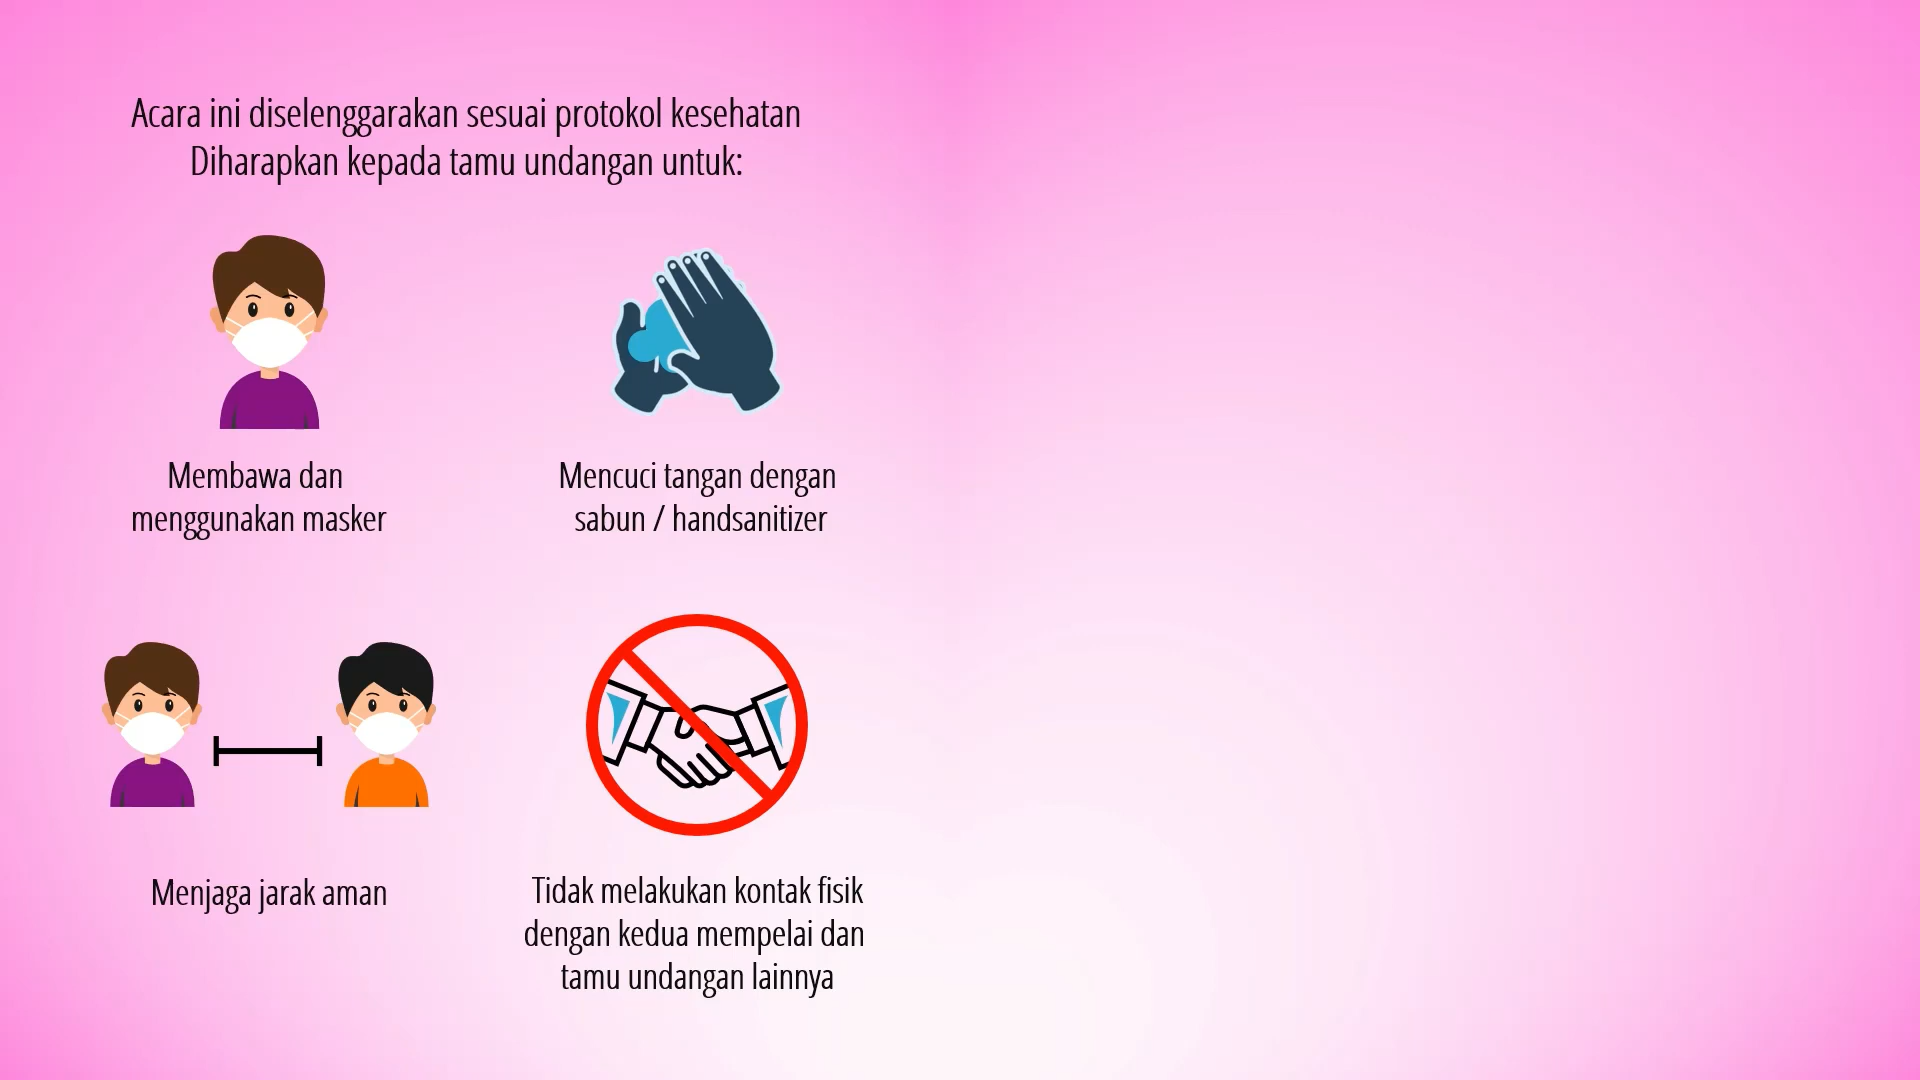 Acara ini diselenggarakan sesuai protokol kesehatan
Diharapkan kepada tamu undangan untuk:
Membawa dan
menggunakan masker
Mencuci tangan dengan
sabun / handsanitizer
Menjaga jarak aman
Tidak melakukan kontak fisik
dengan kedua mempelai dan
tamu undangan lainnya